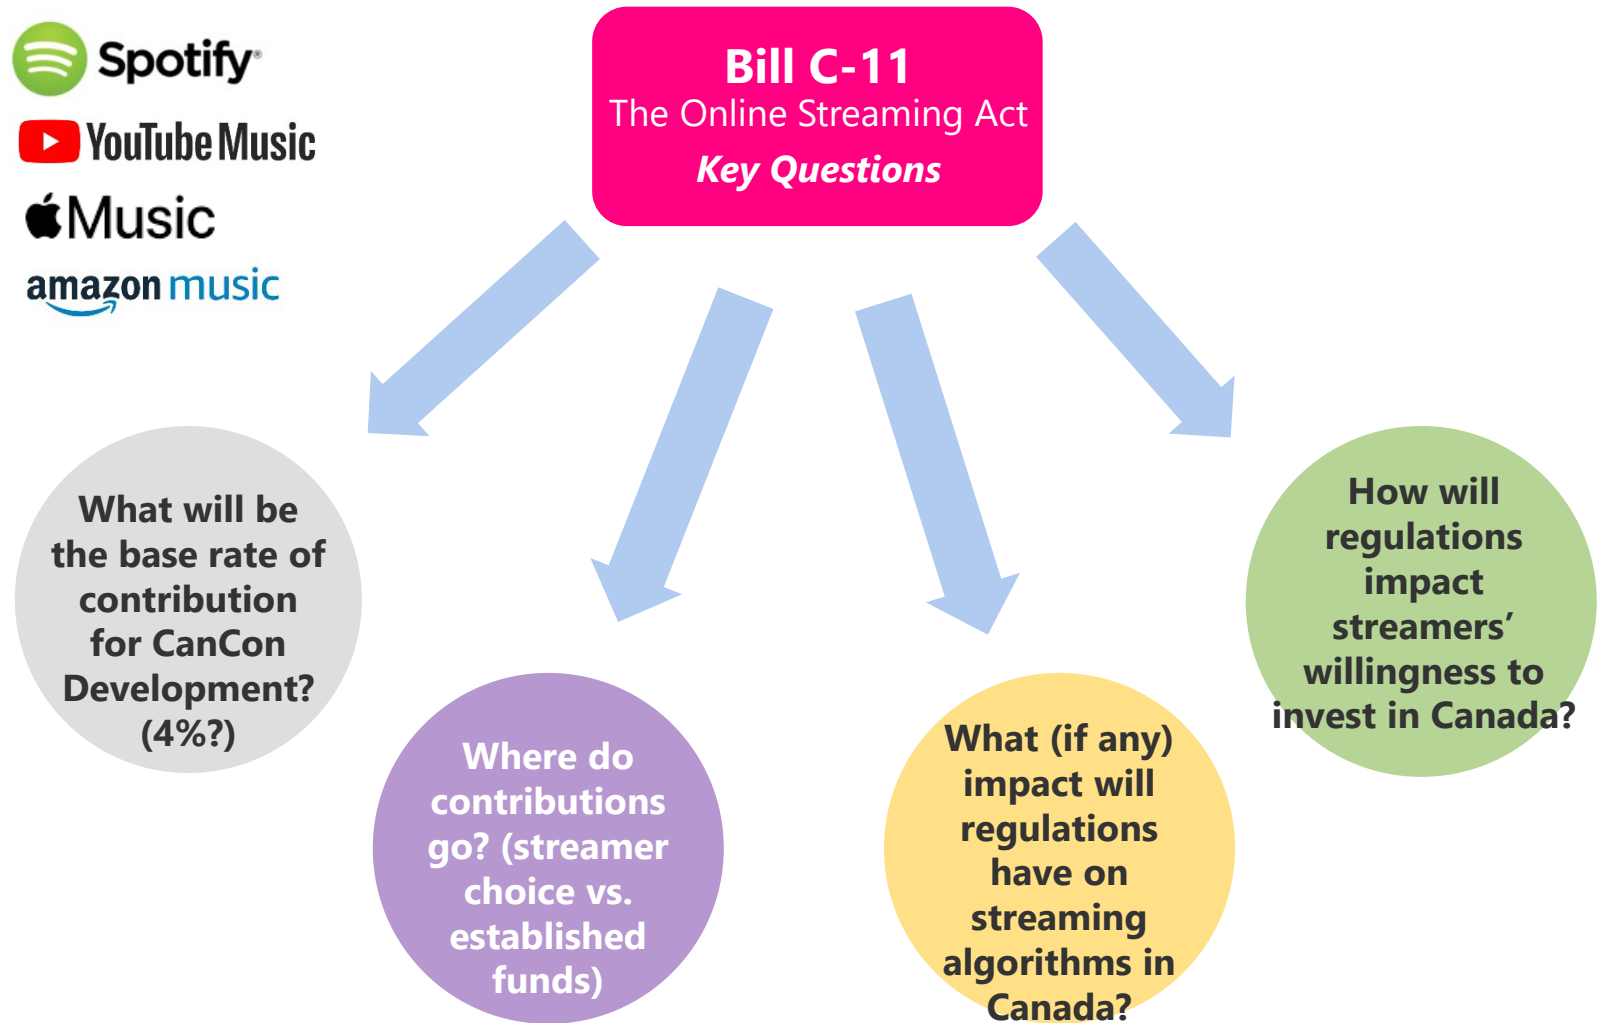 Spotify®
YouTube Music
Music
amazon music
Bill C-11
The Online Streaming Act
Key Questions
What will be
the base rate of
contribution
for CanCon
Development?
(4%?)
Where do
contributions
go? (streamer
choice vs.
established
funds)
What (if any)
impact will
regulations
have on
streaming
algorithms in
Canada?
How will
regulations
impact
streamers’
willingness to
invest in Canada?